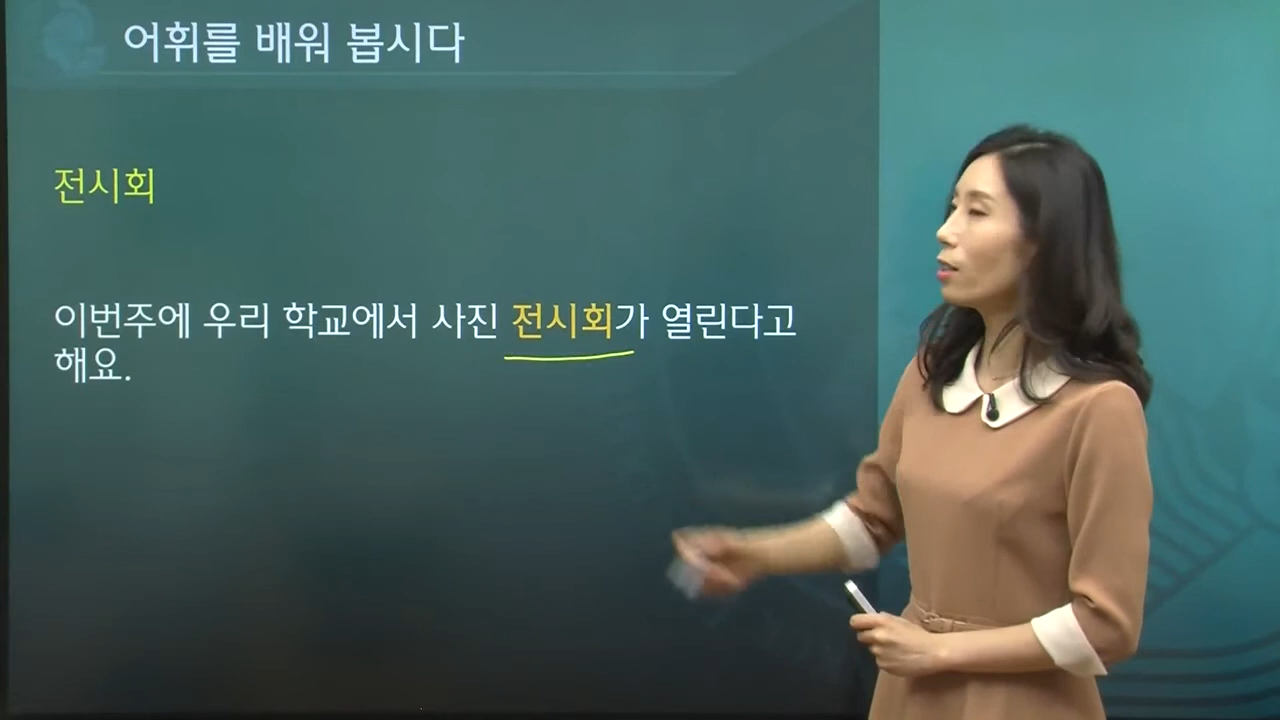 어휘를 배워 봅시다
전시회
이번주에 우리 학교에서 사진 전시회가 열린다고
해요.